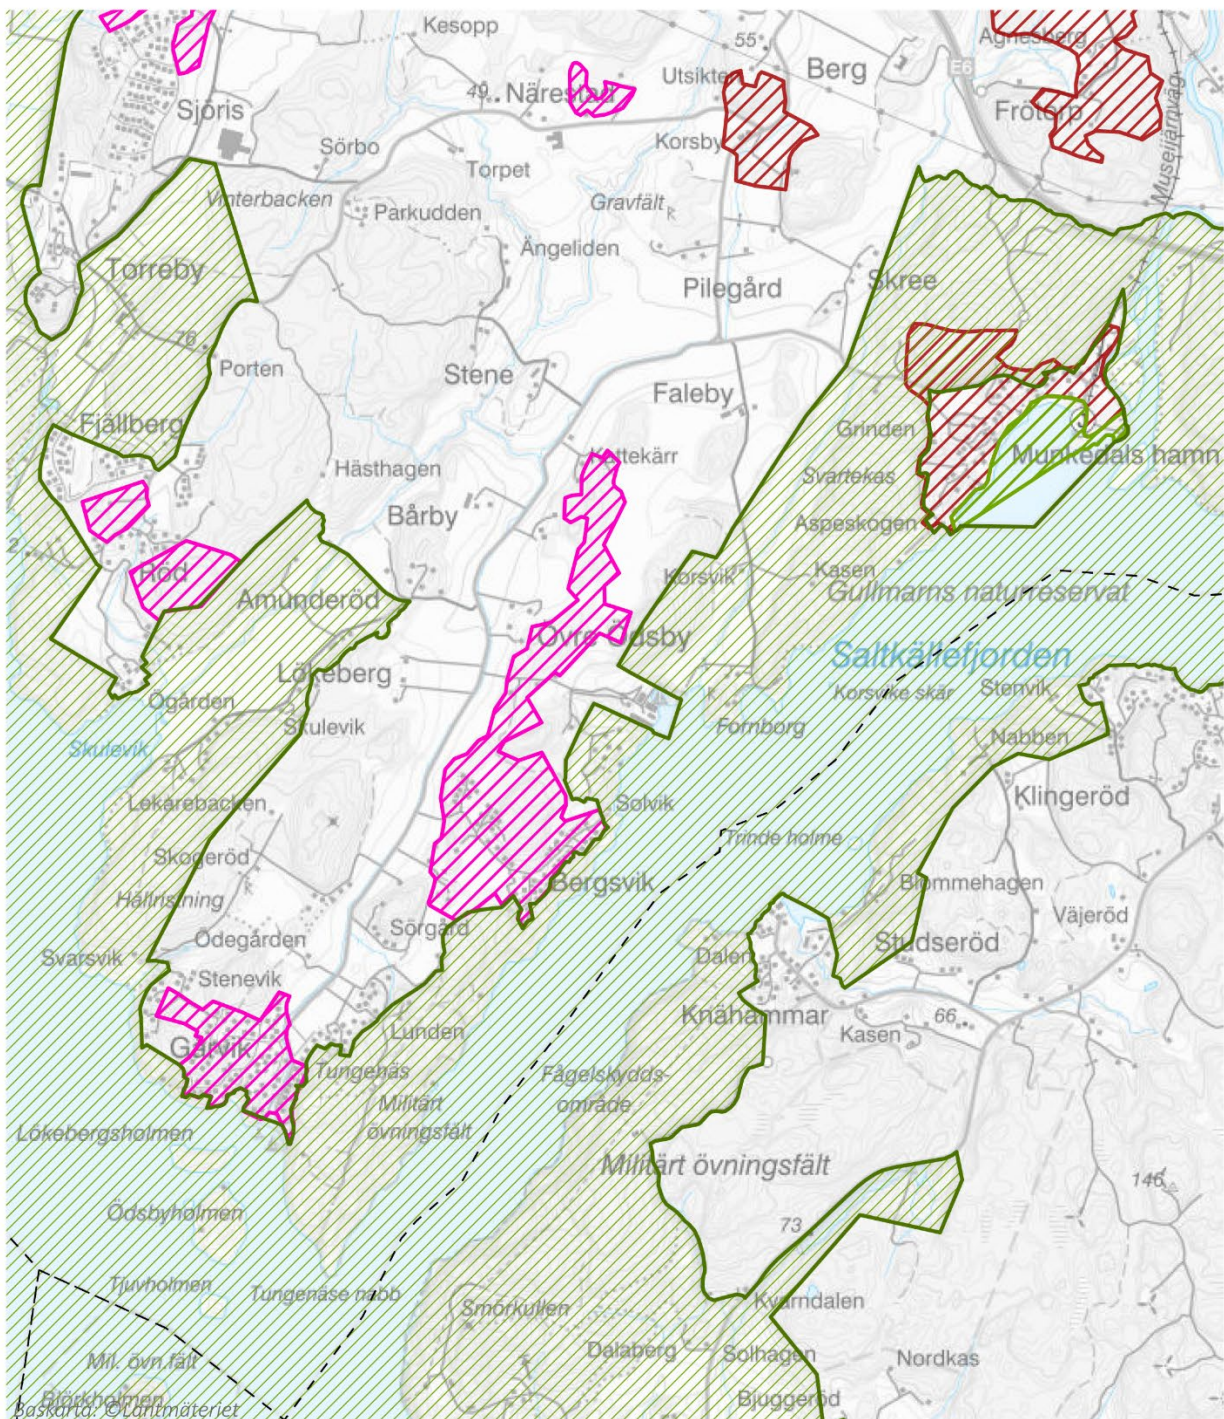 Kesopp
55
Utsikten
Berg
E6
Agnesberg
Sjöris
49
Närestad
Frötorp
Museijärnväg
Sörbo
Torpet
Korsby
Vinterbacken
Parkudden
Gravfält
R
Ängeliden
Torreby
Pilegård
Skree
76
Porten
Stene
Faleby
Fjällberg
Grinden
Hästhagen
Kattekärr
Svartekas
Munkedals hamn
Bårby
Aspeskogen
2
Röd
Amunderöd
Korsvik
Kasen
Gullmarns naturreservat
Övre Ödsby
Lökeberg
Saltkällefjorden
Ögården
Korsvike skär
Stenvik
R
Skulevik
Fornborg
Skulevik
Nabben
Lekarebacken
Solvik
Klingeröd
Trinde holme
Skogeröd
Hällristning
Bergsvik
Blommehagen
Väjeröd
Ödegården
Sörgård
Studseröd
Svarsvik
Dalen
Stenevik
Knähammar
Kasen
66
Lunden
Garvik
Tungenäs
Fågelskydds-
område
Militärt
övningsfält
Lökebergsholmen
Militärt övningsfält
146
Ödsbyholmen
73
Tjuvholmen
Tungenäse nabb
Smörkullen
Kvarndalen
Dalaberg
Solhagen
Nordkas
Mil. övn.fält
Björkholmen
Bjuggeröd
Baskarta: ©Lantmäteriet